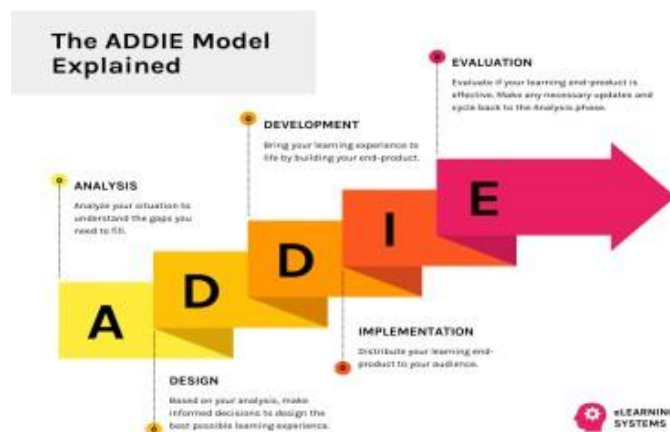 The ADDIE Model
Explained
EVALUATION
Evaluate if your learning end-product is
effective. Make any necessary updates and
cycle back to the Analysis phase.
DEVELOPMENT
Bring your learning experience to
life by building your end-product.
ANALYSIS
Analyze your situation to
understand the gaps you
need to fill.
A
D
D
I
E
IMPLEMENTATION
Distribute your learning end-
product to your audience.
DESIGN
Based on your analysis, make
informed decisions to design the
best possible learning experience.
eLEARNING
SYSTEMS